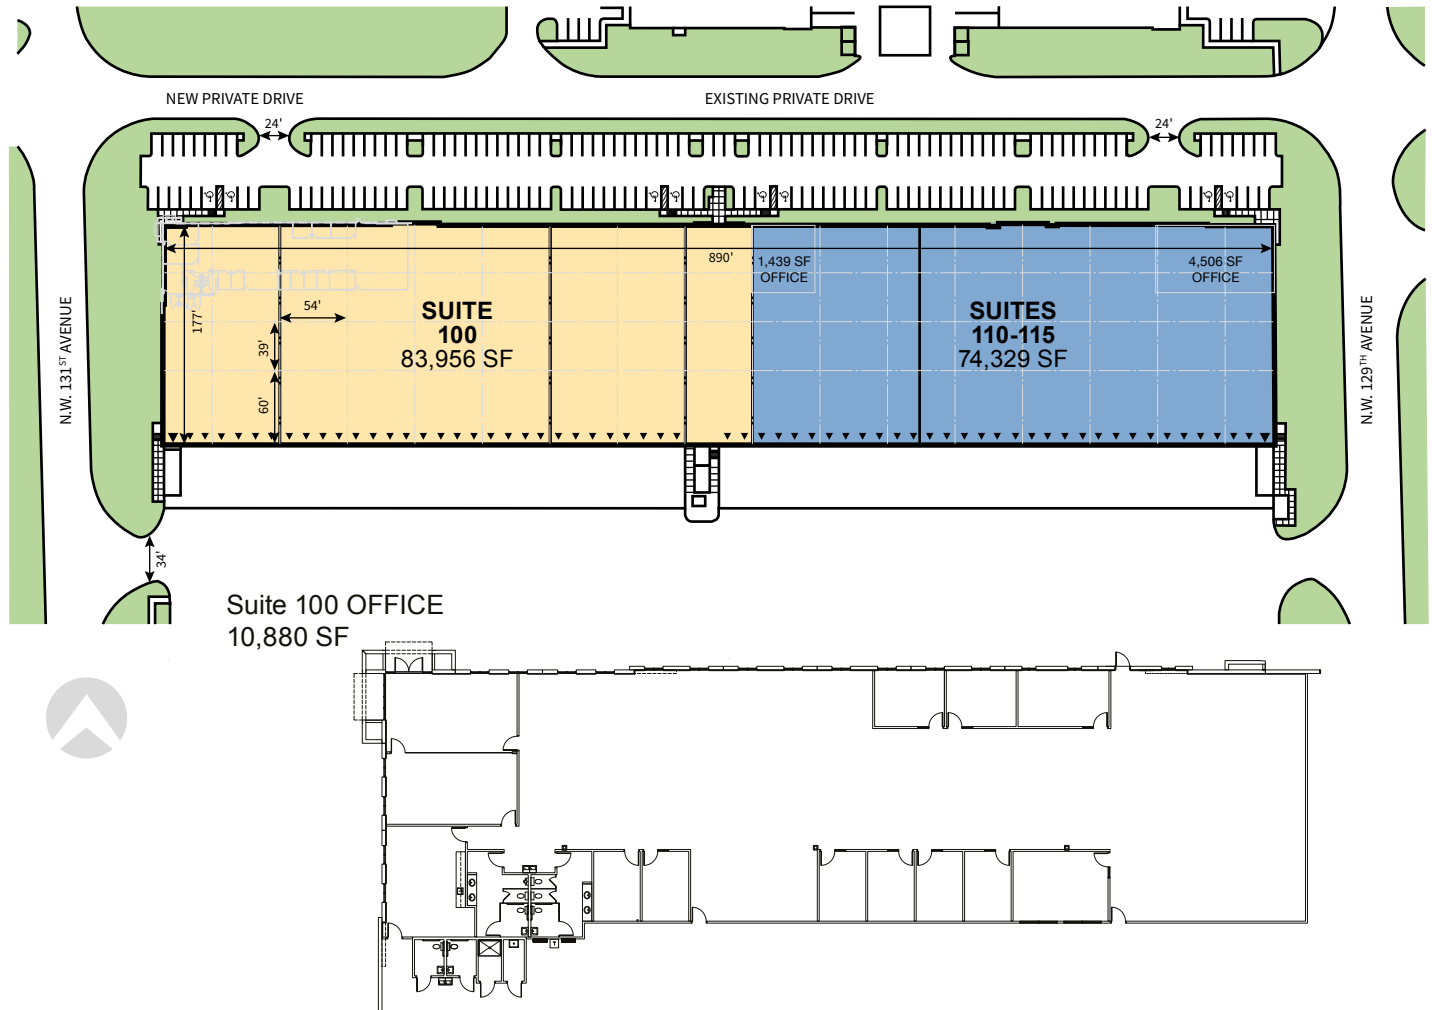 NEW PRIVATE DRIVE
EXISTING PRIVATE DRIVE
24'
24'
890'
1,439 SF
OFFICE
4,506 SF
OFFICE
177'
54'
39'
60'
SUITE
100
83,956 SF
SUITES
110-115
74,329 SF
N.W. 131ST AVENUE
N.W. 129TH AVENUE
34'
Suite 100 OFFICE
10,880 SF